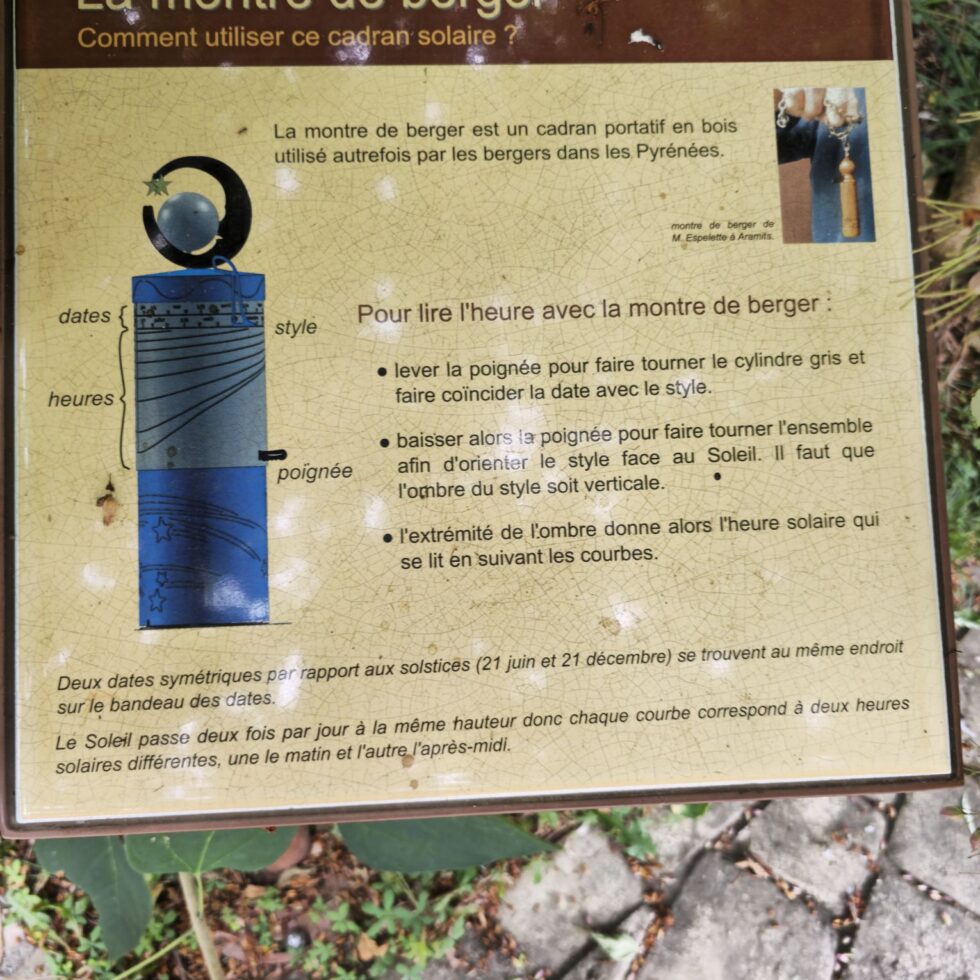 La montre de berger
Comment utiliser ce cadran solaire ?
La montre de berger est un cadran portatif en bois
utilisé autrefois par les bergers dans les Pyrénées.
montre de berger de
M. Espelette à Aramits.
dates
style
heures
poignée
Pour lire l'heure avec la montre de berger :
● lever la poignée pour faire tourner le cylindre gris et
faire coïncider la date avec le style.
● baisser alors la poignée pour faire tourner l'ensemble
afin d'orienter le style face au Soleil. Il faut que
l'ombre du style soit verticale.
● l'extrémité de l'ombre donne alors l'heure solaire qui
se lit en suivant les courbes.
Deux dates symétriques par rapport aux solstices (21 juin et 21 décembre) se trouvent au même endroit
sur le bandeau des dates.
Le Soleil passe deux fois par jour à la même hauteur donc chaque courbe correspond à deux heures
solaires différentes, une le matin et l'autre l'après-midi.